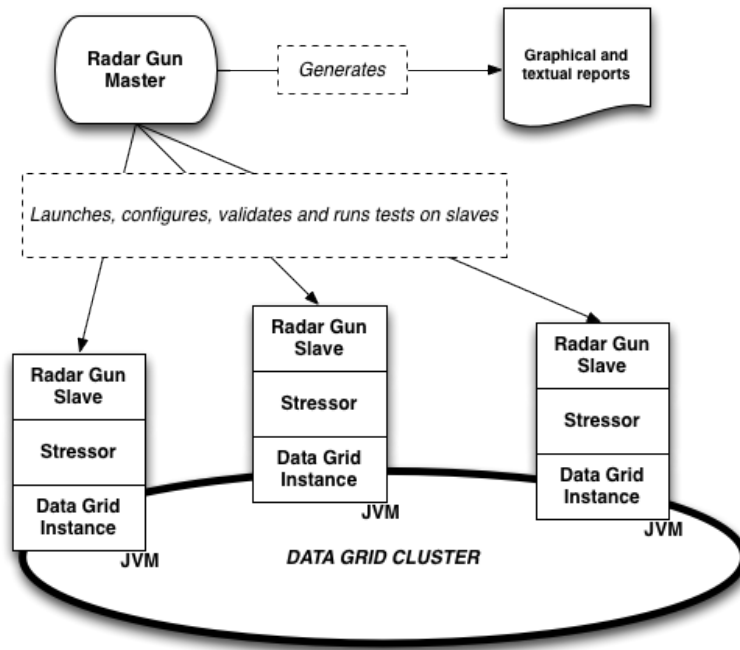 Radar Gun
Master
Generates
Graphical and
textual reports
Launches, configures, validates and runs tests on slaves
Radar Gun
Slave
Stressor
Data Grid
Instance
JVM
Radar Gun
Slave
Stressor
Data Grid
Instance
JVM
Radar Gun
Slave
Stressor
Data Grid
Instance
JVM
DATA GRID CLUSTER